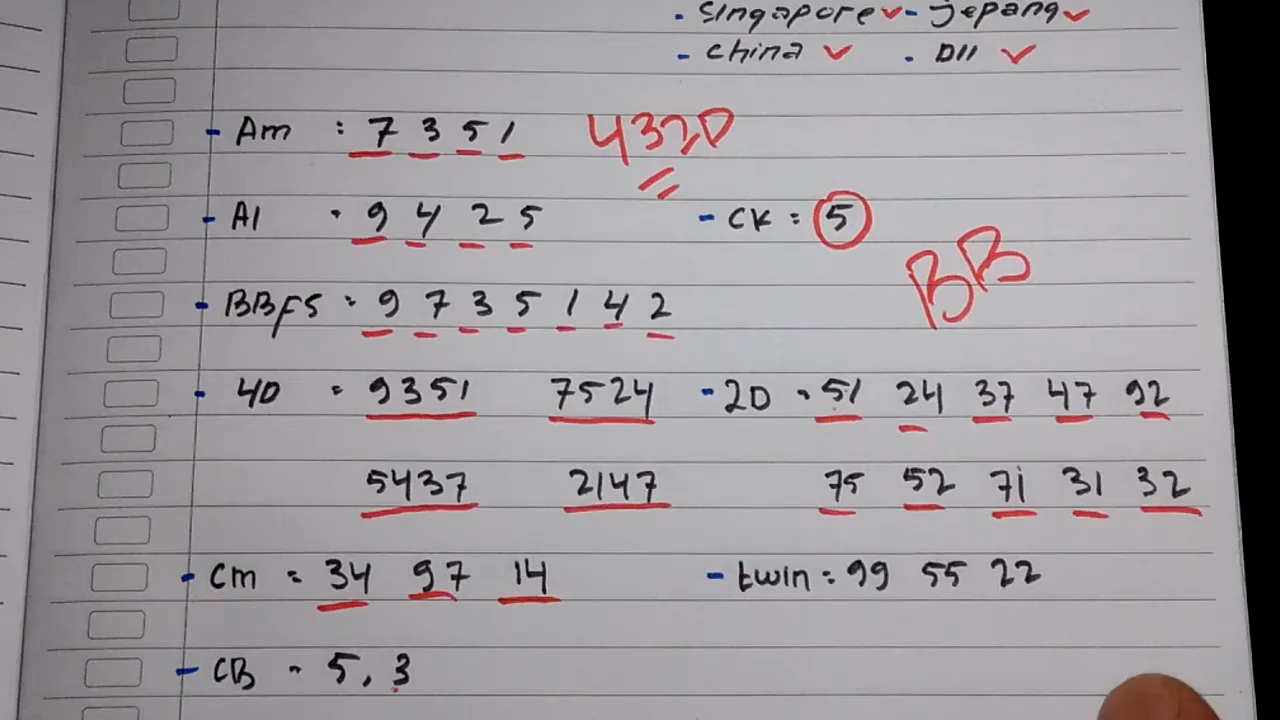 - Singapore ✓ - jepang ✓
- China ✓ - Dll ✓
- Am : 7 3 5 1 432D
- AI : 9 4 2 5 - CK : 5
BB
- BBFS : 9 7 3 5 1 4 2
- 4D = 9351 7524 - 2D = 51 24 37 47 92
5437 2147 75 52 71 31 32
- Cm = 34 97 14 - twin = 99 55 22
- CB = 5, 3